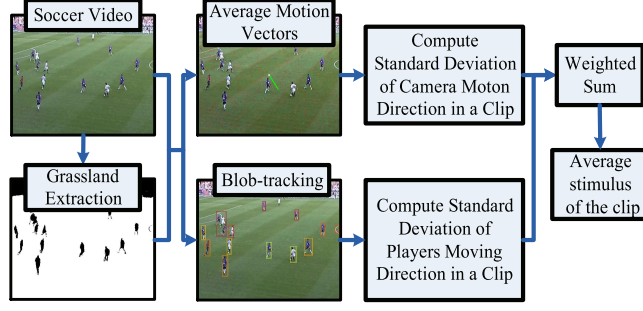 Soccer Video
Grassland
Extraction
Average Motion
Vectors
Blob-tracking
Compute
Standard Deviation
of Camera Moton
Direction in a Clip
Compute Standard
Deviation of
Players Moving
Direction in a Clip
Weighted
Sum
Average
stimulus
of the clip